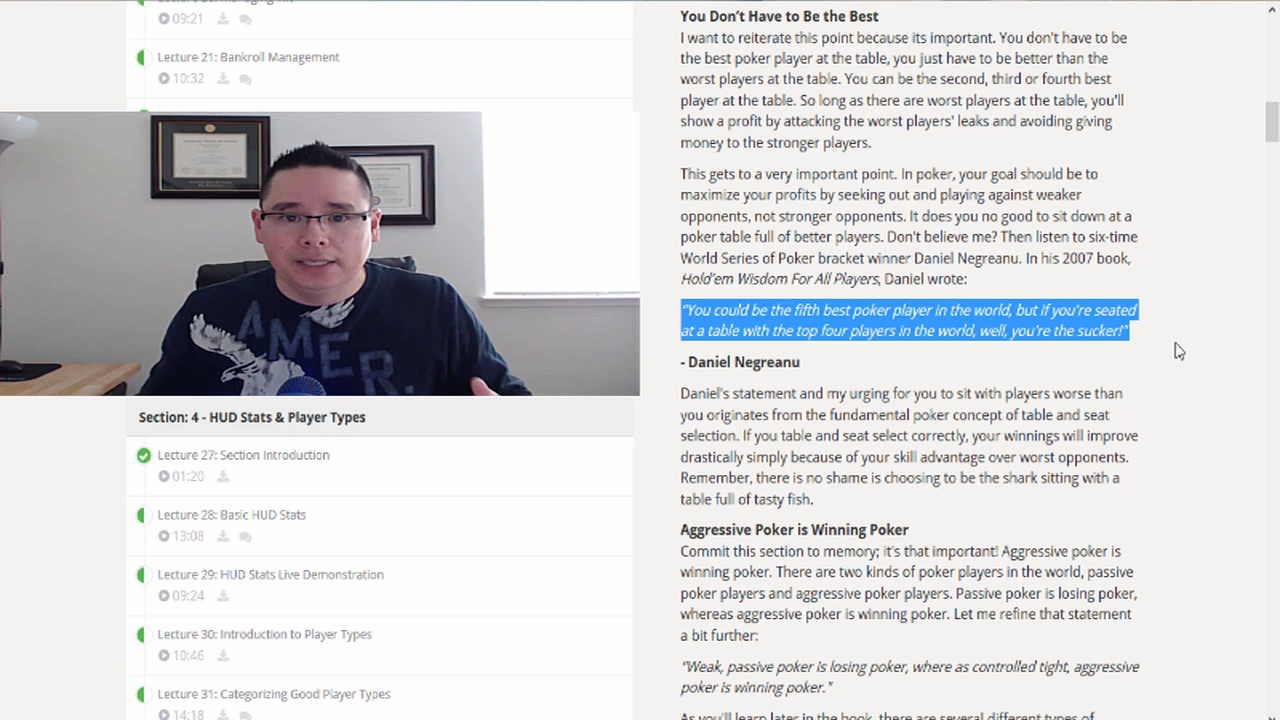 09:21
Lecture 21: Bankroll Management
10:32
AMER.
Section: 4 - HUD Stats & Player Types
Lecture 27: Section Introduction
01:20
Lecture 28: Basic HUD Stats
13:08
Lecture 29: HUD Stats Live Demonstration
09:24
Lecture 30: Introduction to Player Types
10:46
Lecture 31: Categorizing Good Player Types
14:18
You Don't Have to Be the Best
I want to reiterate this point because its important. You don't have to be
the best poker player at the table, you just have to be better than the
worst players at the table. You can be the second, third or fourth best
player at the table. So long as there are worst players at the table, you'll
show a profit by attacking the worst players' leaks and avoiding giving
money to the stronger players.
This gets to a very important point. In poker, your goal should be to
maximize your profits by seeking out and playing against weaker
opponents, not stronger opponents. It does you no good to sit down at a
poker table full of better players. Don't believe me? Then listen to six-time
World Series of Poker bracket winner Daniel Negreanu. In his 2007 book,
Hold'em Wisdom For All Players, Daniel wrote:
"You could be the fifth best poker player in the world, but if you're seated
at a table with the top four players in the world, well, you're the sucker!"
- Daniel Negreanu
Daniel's statement and my urging for you to sit with players worse than
you originates from the fundamental poker concept of table and seat
selection. If you table and seat select correctly, your winnings will improve
drastically simply because of your skill advantage over worst opponents.
Remember, there is no shame is choosing to be the shark sitting with a
table full of tasty fish.
Aggressive Poker is Winning Poker
Commit this section to memory; it's that important! Aggressive poker is
winning poker. There are two kinds of poker players in the world, passive
poker players and aggressive poker players. Passive poker is losing poker,
whereas aggressive poker is winning poker. Let me refine that statement
a bit further:
"Weak, passive poker is losing poker, where as controlled tight, aggressive
poker is winning poker."
As you'll learn later in the book, there are several different types of